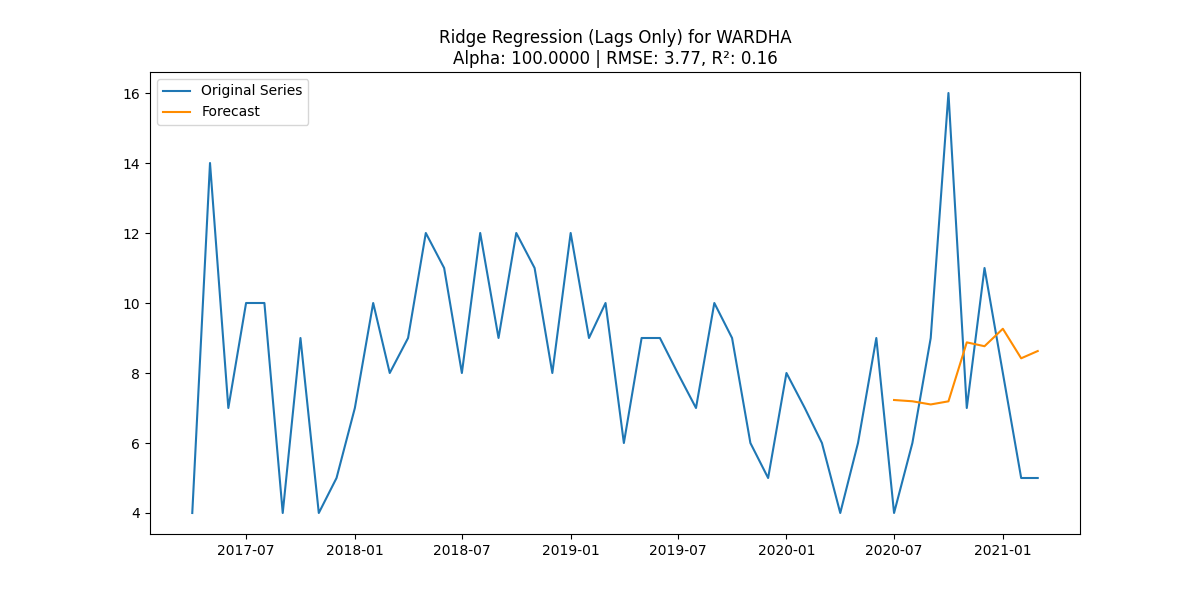 Ridge Regression (Lags Only) for WARDHA
Alpha: 100.0000 | RMSE: 3.77, R²: 0.16
Original Series
Forecast
16
14
12
10
8
6
4
2017-07 2018-01 2018-07 2019-01 2019-07 2020-01 2020-07 2021-01